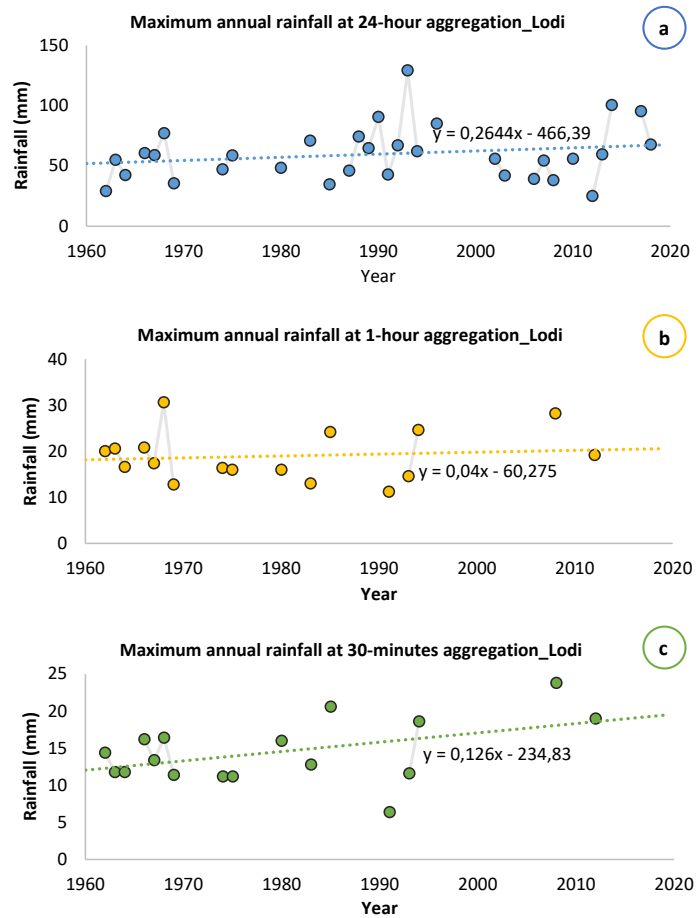 Maximum annual rainfall at 24-hour aggregation_Lodi
a
150
100
50
0
Rainfall (mm)
y = 0,2644x - 466,39
1960 1970 1980 1990 2000 2010 2020
Year
Maximum annual rainfall at 1-hour aggregation_Lodi
b
40
30
20
10
0
Rainfall (mm)
y = 0,04x - 60,275
1960 1970 1980 1990 2000 2010 2020
Year
Maximum annual rainfall at 30-minutes aggregation_Lodi
c
25
20
15
10
5
0
Rainfall (mm)
y = 0,126x - 234,83
1960 1970 1980 1990 2000 2010 2020
Year